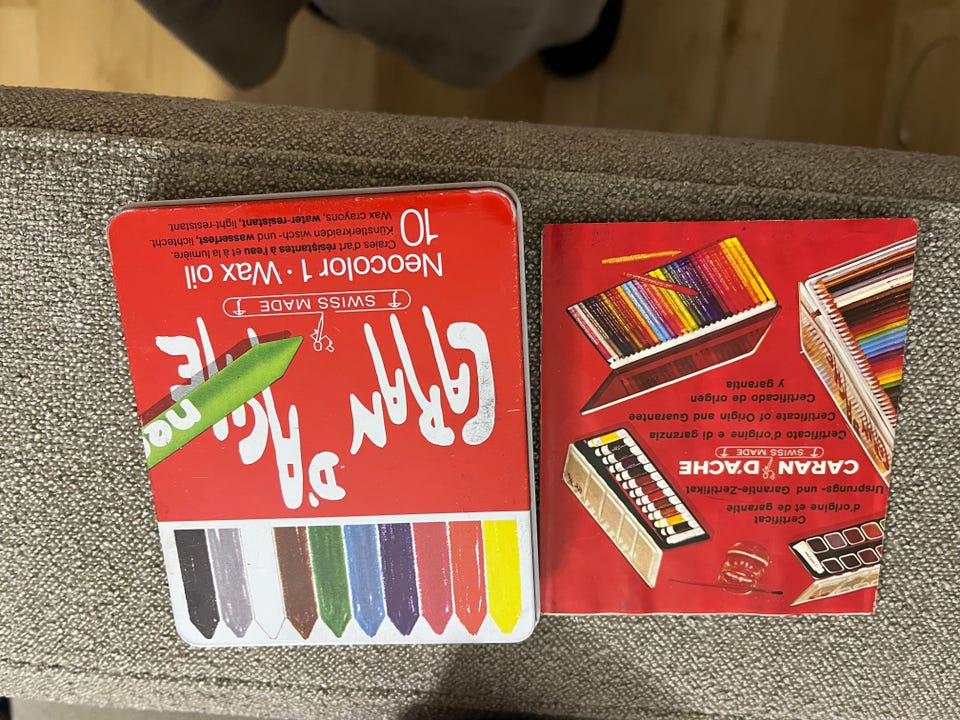 Certificat
d'origine et de garantie
Ursprungs- und Garantie-Zertifikat
CARAN D'ACHE
SWISS MADE
Certificato d'origine e di garanzia
Certificate of Origin and Guarantee
Certificado de origen
y garantia
CARAN
D'ACHE
neo
SWISS MADE
Neocolor 1 · Wax oil
10
Craies d'art résistantes à l'eau et à la lumière.
Künstlerkreiden wisch- und wasserfest, lichtecht.
Wax crayons, water-resistant, light-resistant.